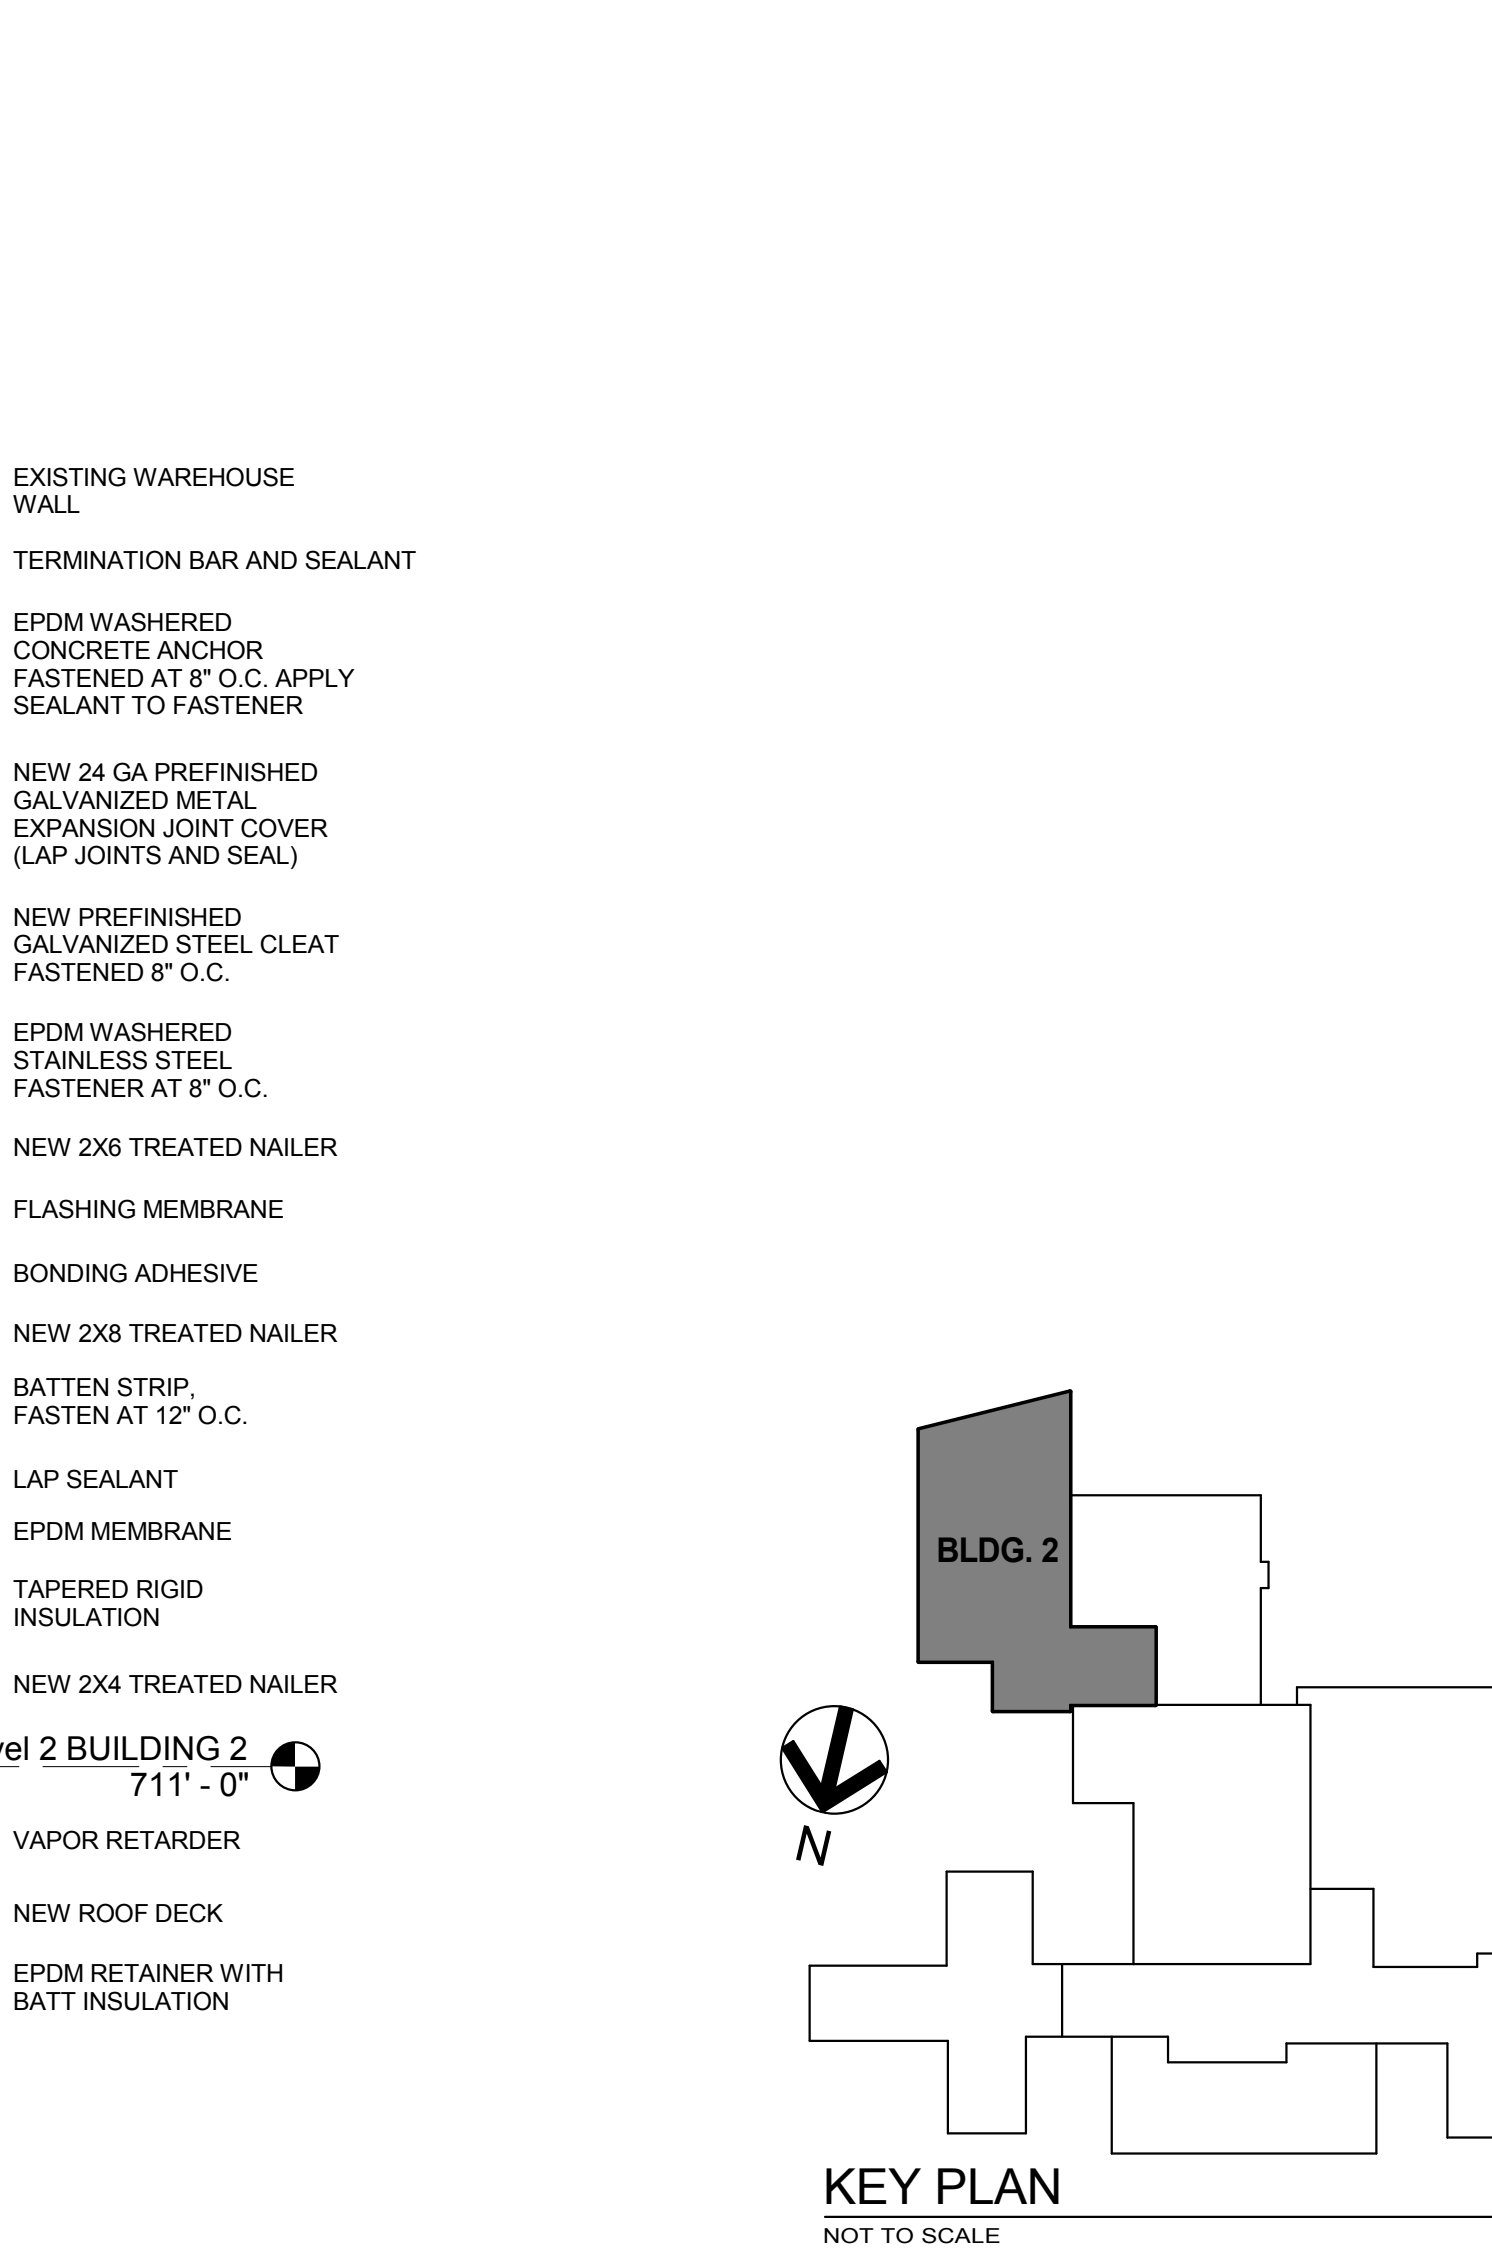 EXISTING WAREHOUSE
WALL
TERMINATION BAR AND SEALANT
EPDM WASHERED
CONCRETE ANCHOR
FASTENED AT 8" O.C. APPLY
SEALANT TO FASTENER
NEW 24 GA PREFINISHED
GALVANIZED METAL
EXPANSION JOINT COVER
(LAP JOINTS AND SEAL)
NEW PREFINISHED
GALVANIZED STEEL CLEAT
FASTENED 8" O.C.
EPDM WASHERED
STAINLESS STEEL
FASTENER AT 8" O.C.
NEW 2X6 TREATED NAILER
FLASHING MEMBRANE
BONDING ADHESIVE
NEW 2X8 TREATED NAILER
BATTEN STRIP,
FASTEN AT 12" O.C.
LAP SEALANT
EPDM MEMBRANE
TAPERED RIGID
INSULATION
NEW 2X4 TREATED NAILER
vel 2 BUILDING 2
711' - 0"
VAPOR RETARDER
NEW ROOF DECK
EPDM RETAINER WITH
BATT INSULATION
BLDG. 2
N
KEY PLAN
NOT TO SCALE